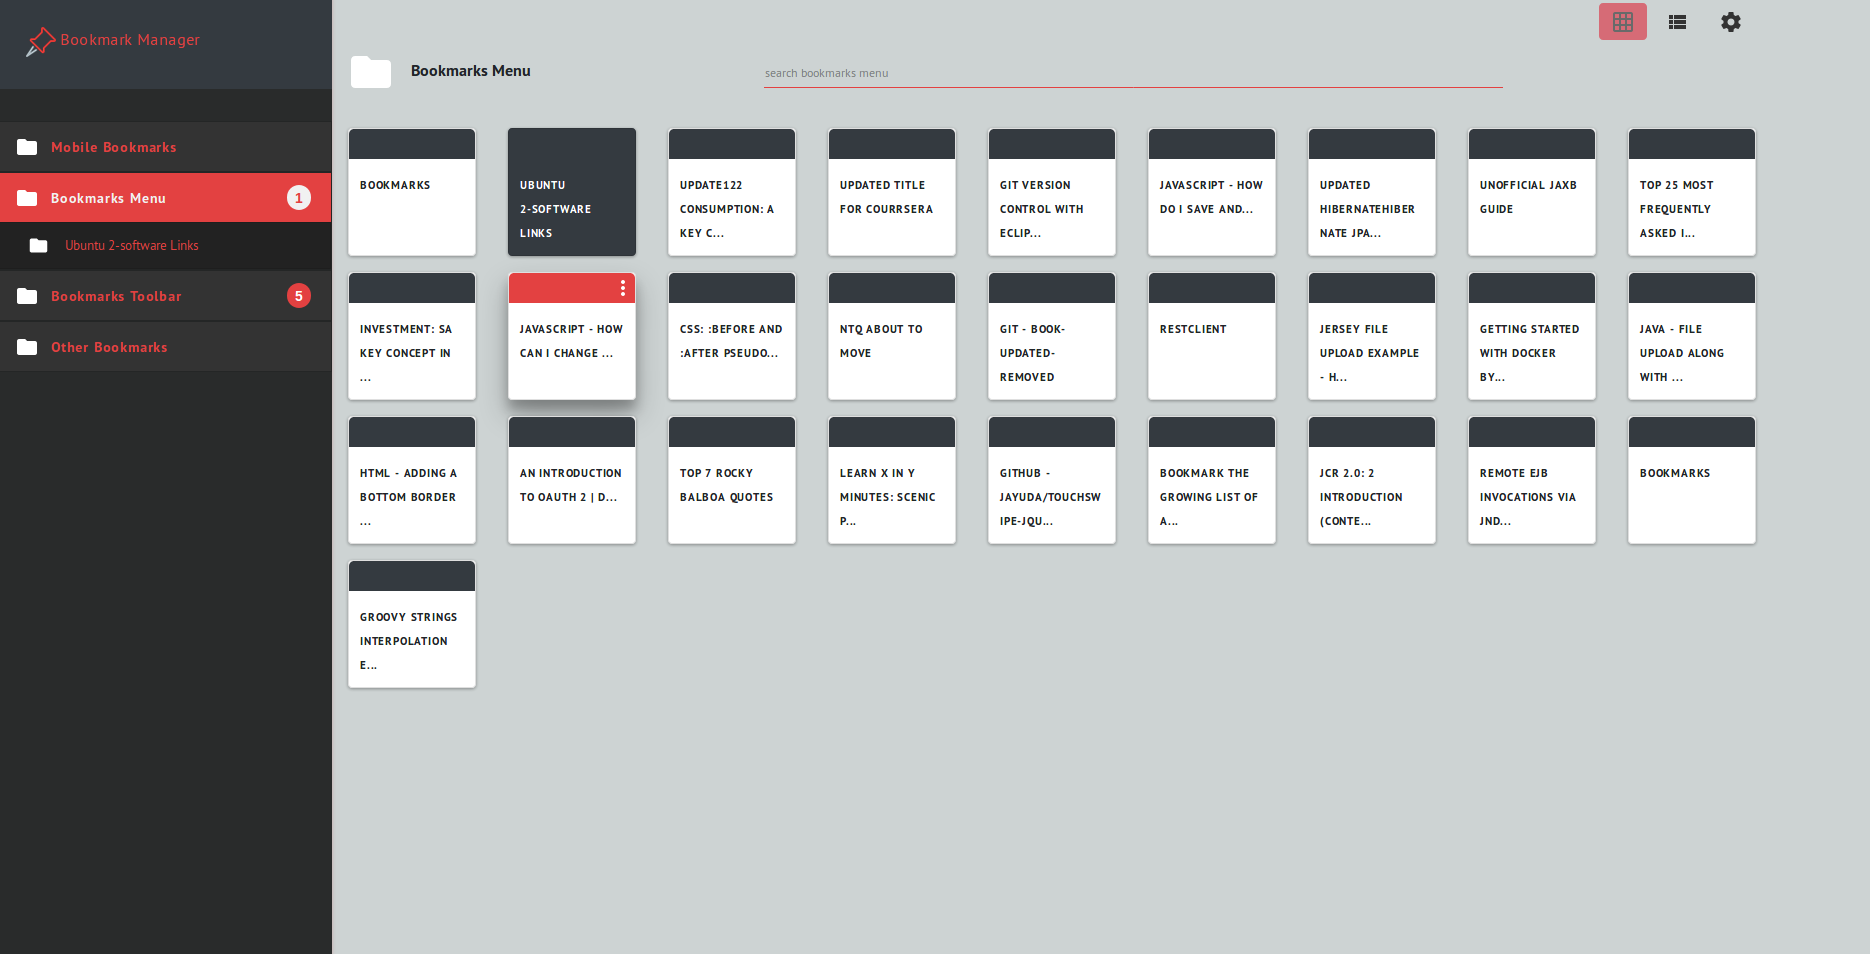 Bookmark Manager
Mobile Bookmarks
Bookmarks Menu
1
Ubuntu 2-software Links
Bookmarks Toolbar
5
Other Bookmarks
Bookmarks Menu
search bookmarks menu
BOOKMARKS
UBUNTU
2-SOFTWARE
LINKS
UPDATE122
CONSUMPTION: A
KEY C...
UPDATED TITLE
FOR COURRSERA
GIT VERSION
CONTROL WITH
ECLIP...
JAVASCRIPT - HOW
DO I SAVE AND...
UPDATED
HIBERNATEHIBER
NATE JPA...
UNOFFICIAL JAXB
GUIDE
TOP 25 MOST
FREQUENTLY
ASKED I...
INVESTMENT: SA
KEY CONCEPT IN
...
JAVASCRIPT - HOW
CAN I CHANGE ...
CSS: :BEFORE AND
:AFTER PSEUDO...
NTQ ABOUT TO
MOVE
GIT - BOOK-
UPDATED-
REMOVED
RESTCLIENT
JERSEY FILE
UPLOAD EXAMPLE
- H...
GETTING STARTED
WITH DOCKER
BY...
JAVA - FILE
UPLOAD ALONG
WITH ...
HTML - ADDING A
BOTTOM BORDER
...
AN INTRODUCTION
TO OAUTH 2 | D...
TOP 7 ROCKY
BALBOA QUOTES
LEARN X IN Y
MINUTES: SCENIC
P...
GITHUB -
JAYUDA/TOUCHSW
IPE-JQU...
BOOKMARK THE
GROWING LIST OF
A...
JCR 2.0: 2
INTRODUCTION
(CONTE...
REMOTE EJB
INVOCATIONS VIA
JND...
BOOKMARKS
GROOVY STRINGS
INTERPOLATION
E...